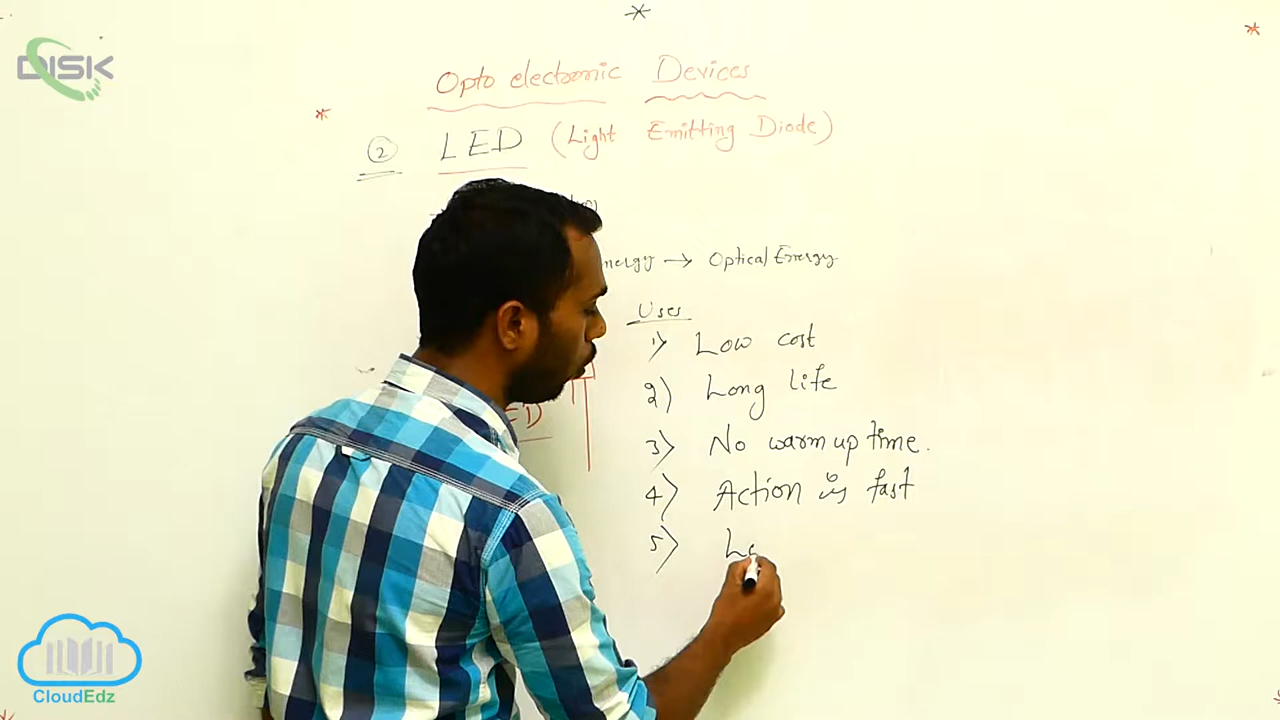 DISK
Opto electronic Devices
2 LED (Light Emitting Diode)
→ Optical Energy
Uses
1) Low cost
2) Long life
3) No warm up time.
4) Action is fast
5)
CloudEdz